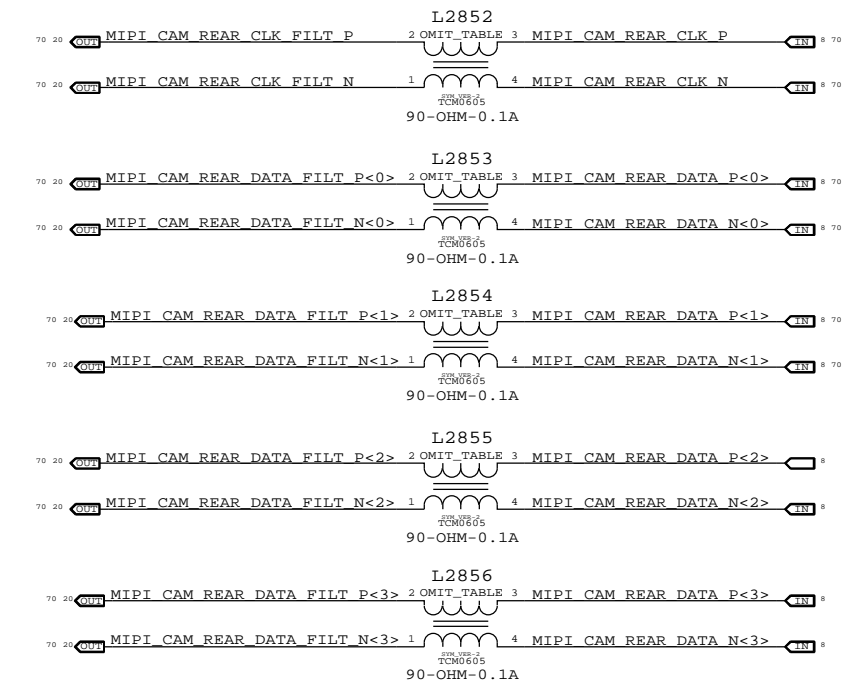 L2852
70 20 OUT MIPI_CAM_REAR_CLK_FILT_P 2 OMIT_TABLE 3 MIPI_CAM_REAR_CLK_P IN 8 70
70 20 OUT MIPI_CAM_REAR_CLK_FILT_N 1 4 MIPI_CAM_REAR_CLK_N IN 8 70
SYM_VER-2
TCM0605
90-OHM-0.1A
L2853
70 20 OUT MIPI_CAM_REAR_DATA_FILT_P<0> 2 OMIT_TABLE 3 MIPI_CAM_REAR_DATA_P<0> IN 8 70
70 20 OUT MIPI_CAM_REAR_DATA_FILT_N<0> 1 4 MIPI_CAM_REAR_DATA_N<0> IN 8 70
SYM_VER-2
TCM0605
90-OHM-0.1A
L2854
70 20 OUT MIPI_CAM_REAR_DATA_FILT_P<1> 2 OMIT_TABLE 3 MIPI_CAM_REAR_DATA_P<1> IN 8 70
70 20 OUT MIPI_CAM_REAR_DATA_FILT_N<1> 1 4 MIPI_CAM_REAR_DATA_N<1> IN 8 70
SYM_VER-2
TCM0605
90-OHM-0.1A
L2855
70 20 OUT MIPI_CAM_REAR_DATA_FILT_P<2> 2 OMIT_TABLE 3 MIPI_CAM_REAR_DATA_P<2> 8
70 20 OUT MIPI_CAM_REAR_DATA_FILT_N<2> 1 4 MIPI_CAM_REAR_DATA_N<2> IN 8
SYM_VER-2
TCM0605
90-OHM-0.1A
L2856
70 20 OUT MIPI_CAM_REAR_DATA_FILT_P<3> 2 OMIT_TABLE 3 MIPI_CAM_REAR_DATA_P<3> IN 8
70 20 OUT MIPI_CAM_REAR_DATA_FILT_N<3> 1 4 MIPI_CAM_REAR_DATA_N<3> IN 8
SYM_VER-2
TCM0605
90-OHM-0.1A